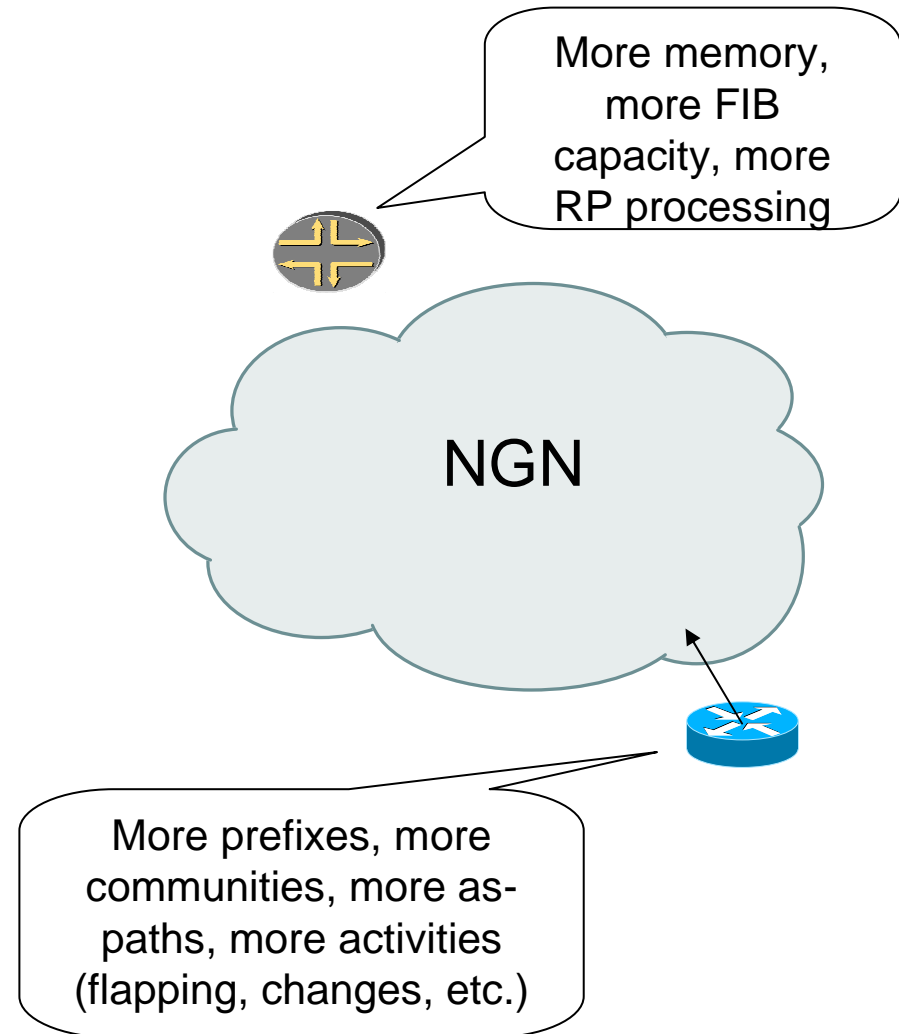 More memory,
more FIB
capacity, more
RP processing
NGN
More prefixes, more
communities, more as-
paths, more activities
(flapping, changes, etc.)